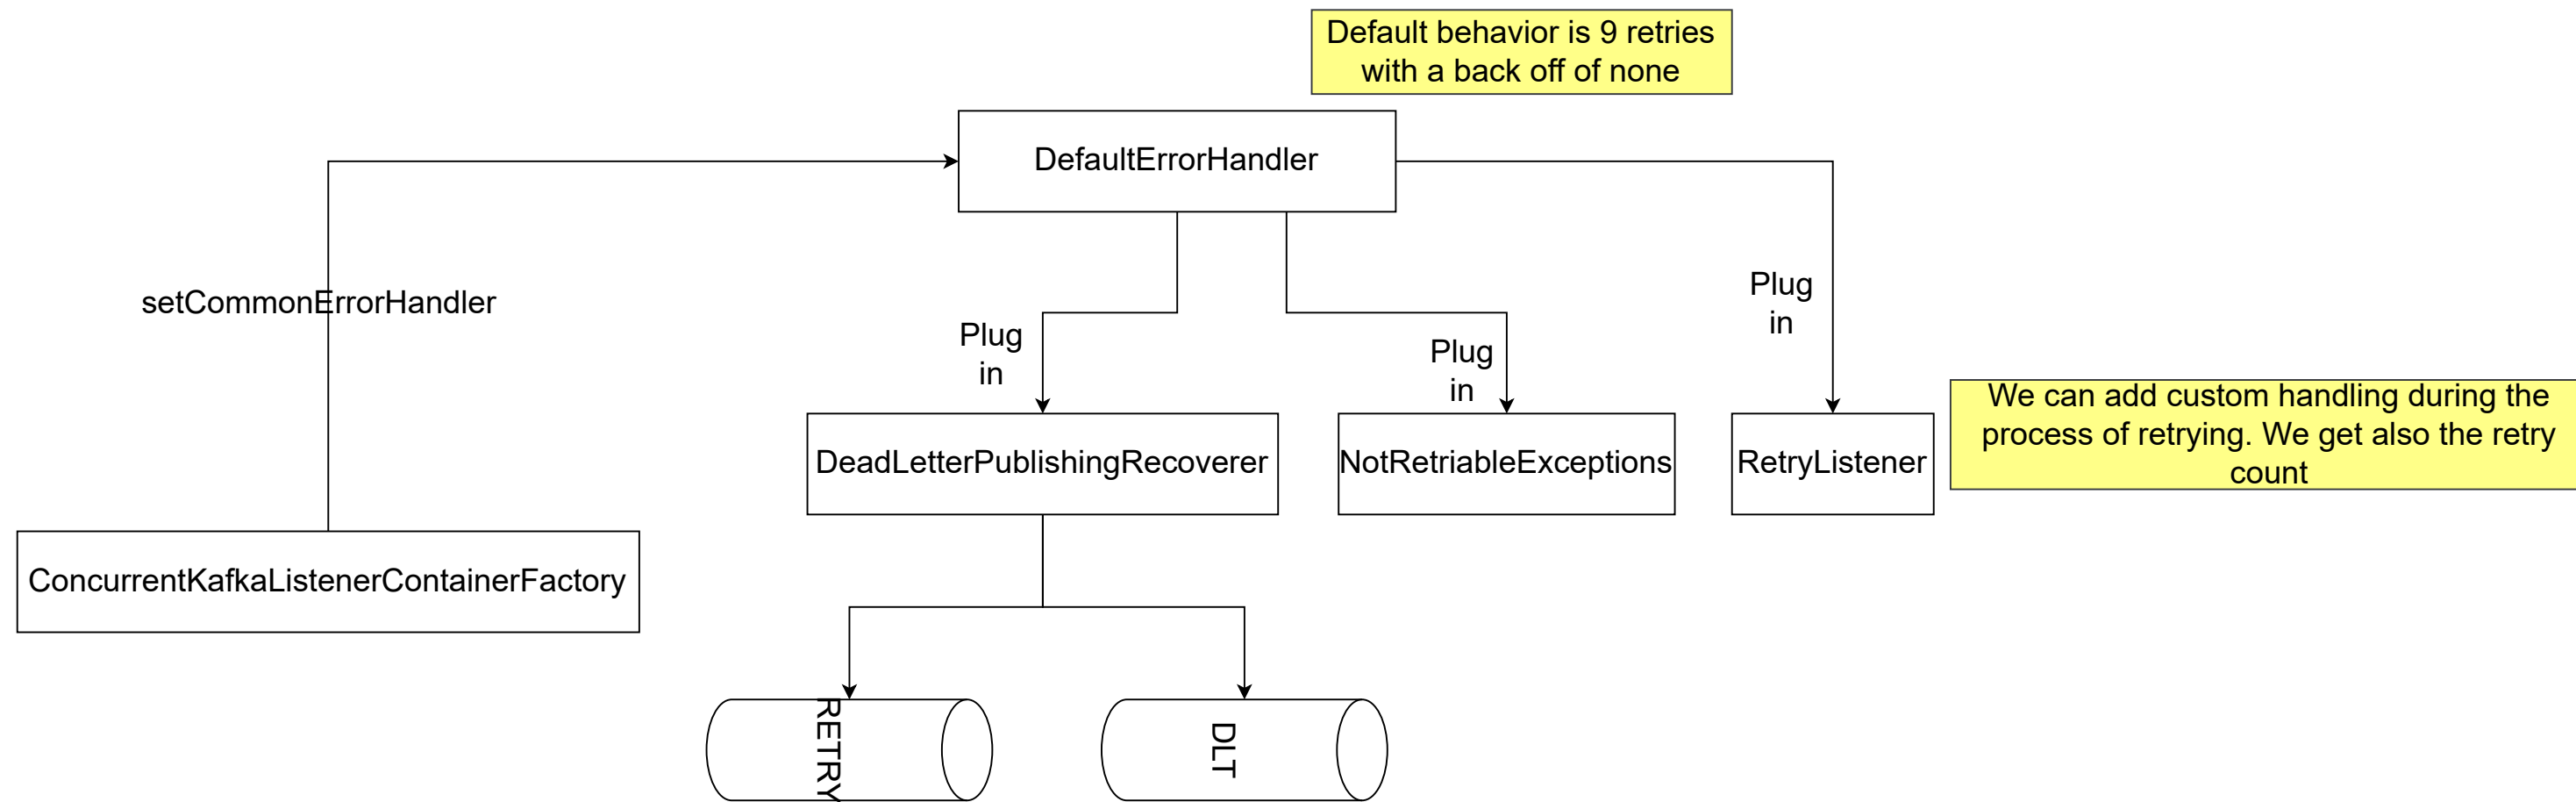 Default behavior is 9 retries
with a back off of none
DefaultErrorHandler
setCommonErrorHandler
Plug
in
Plug
in
Plug
in
DeadLetterPublishingRecoverer
NotRetriableExceptions
RetryListener
We can add custom handling during the
process of retrying. We get also the retry
count
ConcurrentKafkaListenerContainerFactory
RETRY
DLT